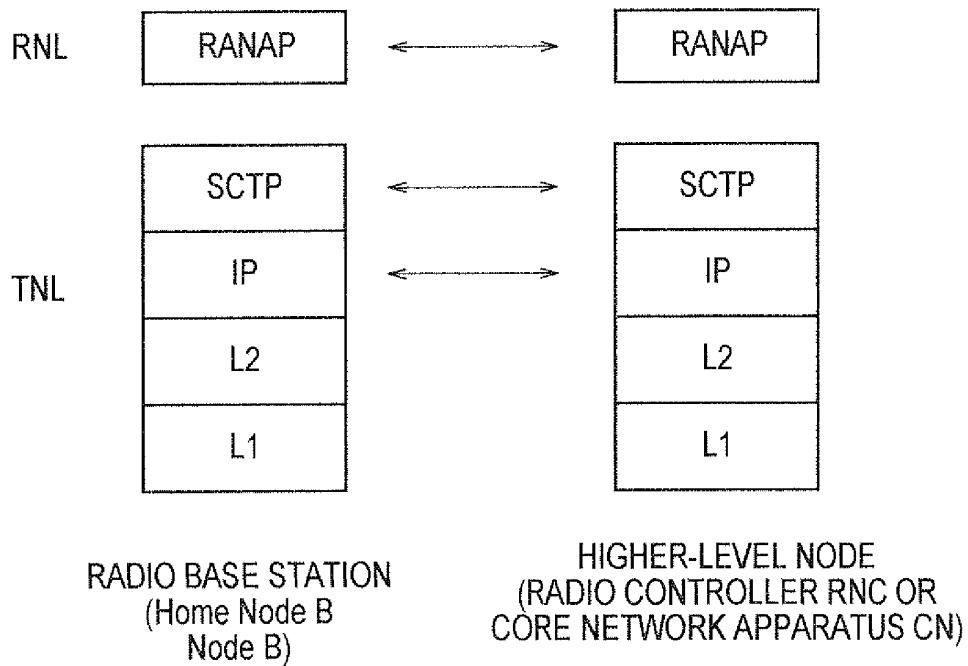 RNL
RANAP
RANAP
TNL
SCTP
IP
L2
L1
SCTP
IP
L2
L1
RADIO BASE STATION
(Home Node B
Node B)
HIGHER-LEVEL NODE
(RADIO CONTROLLER RNC OR
CORE NETWORK APPARATUS CN)